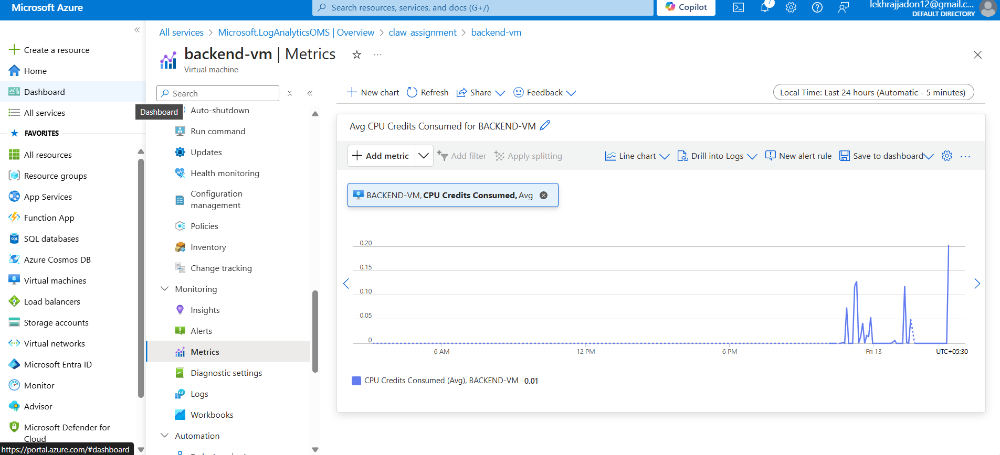 Microsoft Azure
Search resources, services, and docs (G+/)
Copilot
7
lekhrajjadon12@gmail.c...
DEFAULT DIRECTORY
Create a resource
Home
Dashboard
All services
Dashboard
FAVORITES
All resources
Resource groups
App Services
Function App
SQL databases
Azure Cosmos DB
Virtual machines
Load balancers
Storage accounts
Virtual networks
Microsoft Entra ID
Monitor
Advisor
Microsoft Defender for
Cloud
https://portal.azure.com/#dashboard
All services > Microsoft.LogAnalyticsOMS | Overview > claw_assignment > backend-vm
backend-vm | Metrics
Virtual machine
Search
Auto-shutdown
Run command
Updates
Health monitoring
Configuration
management
Policies
Inventory
Change tracking
Monitoring
Insights
Alerts
Metrics
Diagnostic settings
Logs
Workbooks
Automation
New chart Refresh Share Feedback
Local Time: Last 24 hours (Automatic - 5 minutes)
Avg CPU Credits Consumed for BACKEND-VM
Add metric Add filter Apply splitting Line chart Drill into Logs New alert rule Save to dashboard
BACKEND-VM, CPU Credits Consumed, Avg
0.20
0.15
0.10
0.05
0
6 AM 12 PM 6 PM Fri 13 UTC+05:30
CPU Credits Consumed (Avg), BACKEND-VM | 0.01